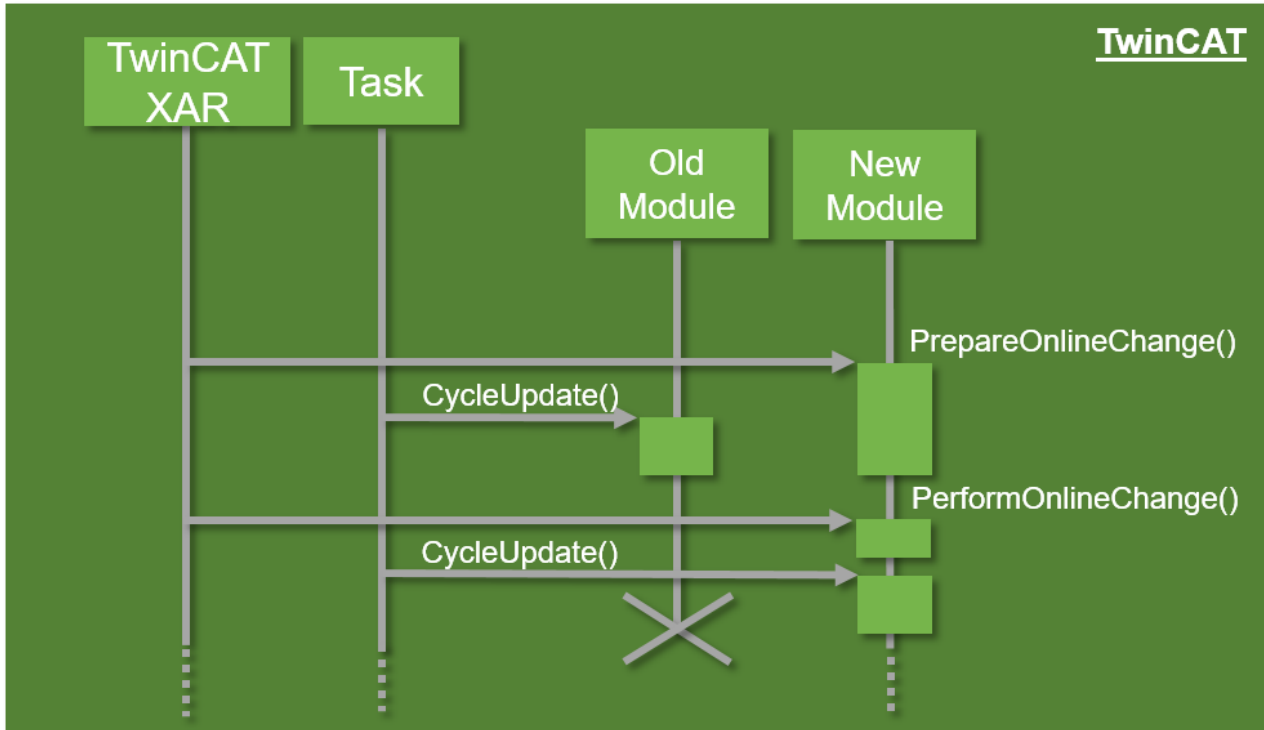 TwinCAT
TwinCAT
XAR
Task
Old
Module
New
Module
PrepareOnlineChange()
CycleUpdate()
PerformOnlineChange()
CycleUpdate()